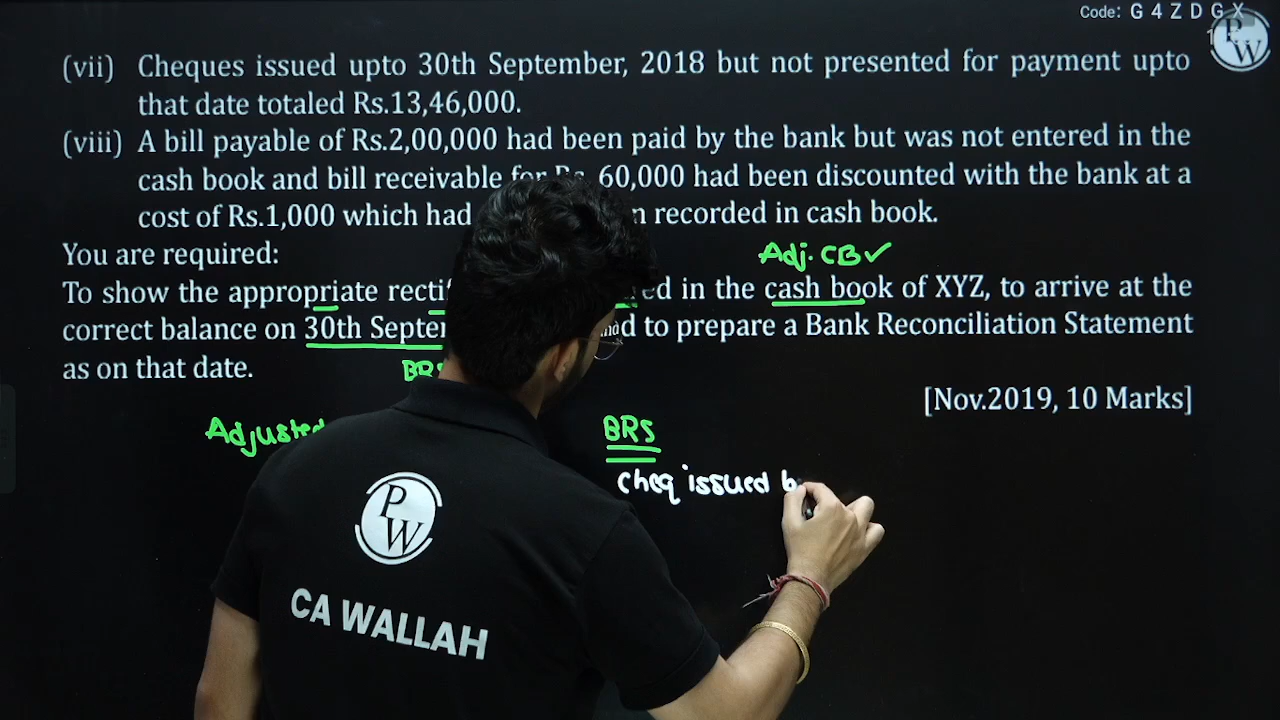 Code: G 4 Z D G X
P
W
(vii) Cheques issued upto 30th September, 2018 but not presented for payment upto
that date totaled Rs.13,46,000.
(viii) A bill payable of Rs.2,00,000 had been paid by the bank but was not entered in the
cash book and bill receivable for 60,000 had been discounted with the bank at a
cost of Rs.1,000 which had recorded in cash book.
You are required:
Adj. CB ✓
To show the appropriate in the cash book of XYZ, to arrive at the
correct balance on 30th to prepare a Bank Reconciliation Statement
as on that date.
BRS
[Nov.2019, 10 Marks]
Adjusted
BRS
cheq issued b
P
W
CA WALLAH